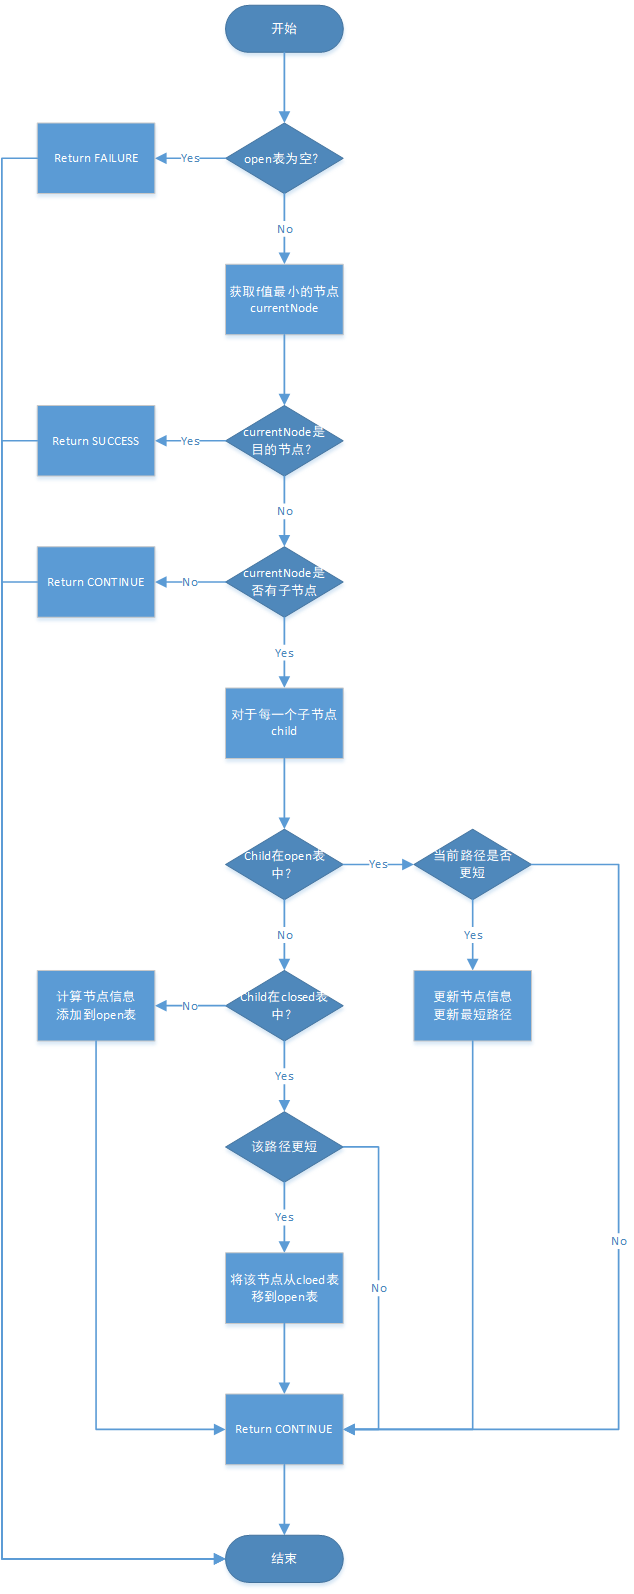 开始
open表为空?
Return FAILURE
Yes
No
获取f值最小的节点
currentNode
currentNode是
目的节点?
Return SUCCESS
Yes
No
currentNode是
否有子节点
Return CONTINUE
No
Yes
对于每一个子节点
child
Child在open表
中?
Yes
当前路径是否
更短
No
Yes
计算节点信息
添加到open表
No
Child在closed表
中?
更新节点信息
更新最短路径
Yes
该路径更短
Yes
No
No
将该节点从cloed表
移到open表
Return CONTINUE
结束